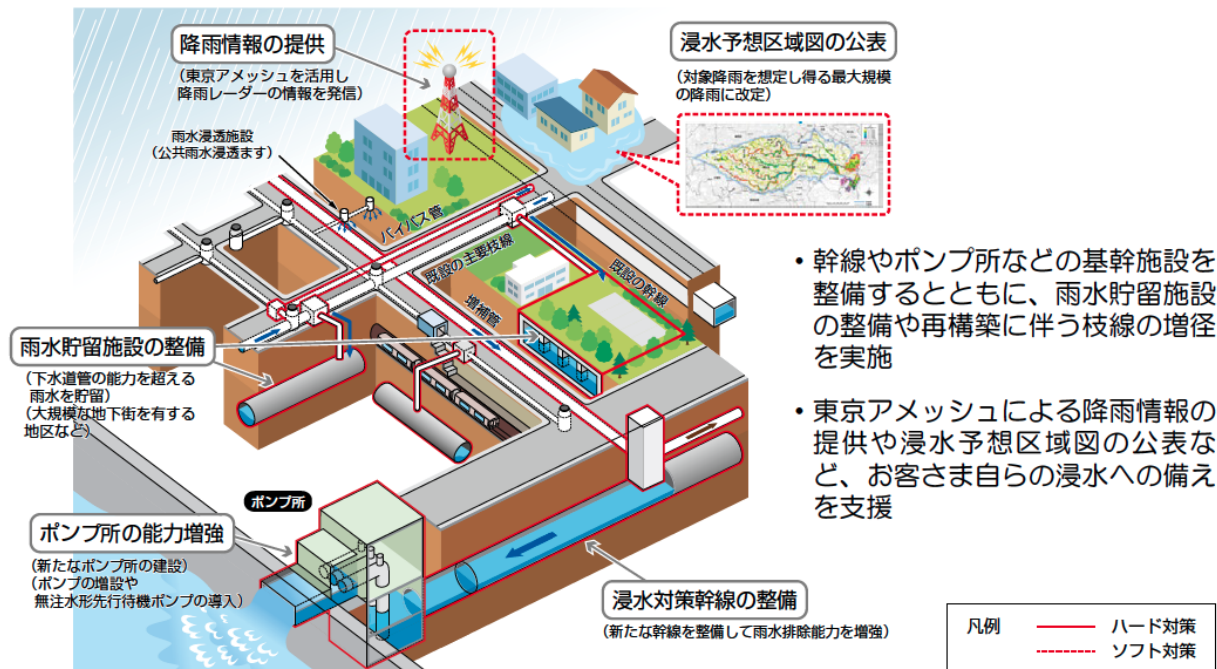 降雨情報の提供
(東京アメッシュを活用し
降雨レーダーの情報を発信)
浸水予想区域図の公表
(対象降雨を想定し得る最大規模
の降雨に改定)
雨水浸透施設
(公共雨水浸透ます)
バイパス管
既設の主要枝線
増補管
既設の幹線
雨水貯留施設の整備
(下水道管の能力を超える
雨水を貯留)
(大規模な地下街を有する
地区など)
ポンプ所
ポンプ所の能力増強
(新たなポンプ所の建設)
(ポンプの増設や
無注水形先行待機ポンプの導入)
浸水対策幹線の整備
(新たな幹線を整備して雨水排除能力を増強)
・幹線やポンプ所などの基幹施設を
整備するとともに、雨水貯留施設
の整備や再構築に伴う枝線の増径
を実施
・東京アメッシュによる降雨情報の
提供や浸水予想区域図の公表な
ど、お客さま自らの浸水への備え
を支援
凡例 ハード対策
ソフト対策